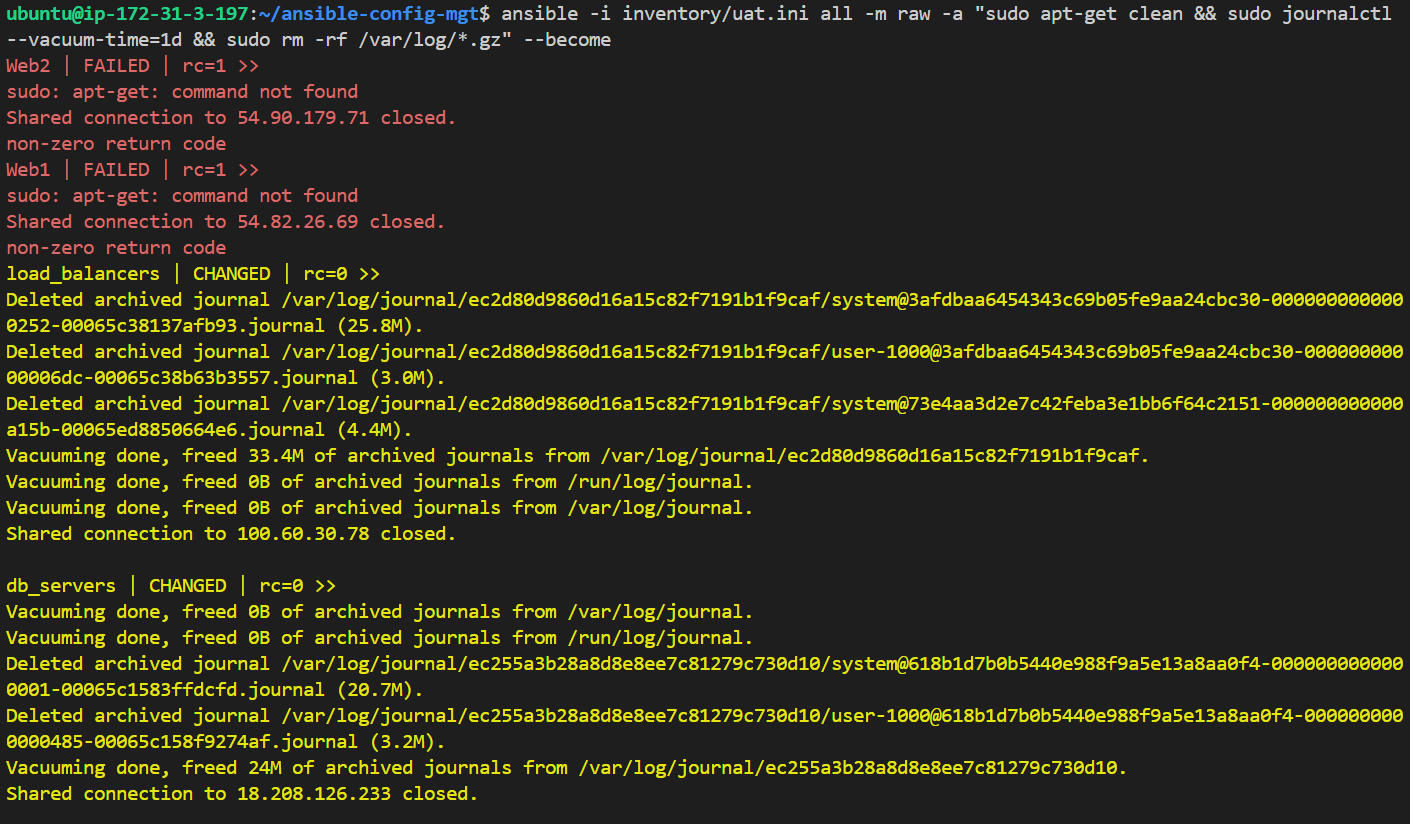 ubuntu@ip-172-31-3-197:~/ansible-config-mgt$ ansible -i inventory/uat.ini all -m raw -a "sudo apt-get clean && sudo journalctl
--vacuum-time=1d && sudo rm -rf /var/log/*.gz" --become
Web2 | FAILED | rc=1 >>
sudo: apt-get: command not found
Shared connection to 54.90.179.71 closed.
non-zero return code
Web1 | FAILED | rc=1 >>
sudo: apt-get: command not found
Shared connection to 54.82.26.69 closed.
non-zero return code
load_balancers | CHANGED | rc=0 >>
Deleted archived journal /var/log/journal/ec2d80d9860d16a15c82f7191b1f9caf/system@3afdbaa6454343c69b05fe9aa24cbc30-000000000000
0252-00065c38137afb93.journal (25.8M).
Deleted archived journal /var/log/journal/ec2d80d9860d16a15c82f7191b1f9caf/user-1000@3afdbaa6454343c69b05fe9aa24cbc30-000000000
00006dc-00065c38b63b3557.journal (3.0M).
Deleted archived journal /var/log/journal/ec2d80d9860d16a15c82f7191b1f9caf/system@73e4aa3d2e7c42feba3e1bb6f64c2151-000000000000
a15b-00065ed8850664e6.journal (4.4M).
Vacuuming done, freed 33.4M of archived journals from /var/log/journal/ec2d80d9860d16a15c82f7191b1f9caf.
Vacuuming done, freed 0B of archived journals from /run/log/journal.
Vacuuming done, freed 0B of archived journals from /var/log/journal.
Shared connection to 100.60.30.78 closed.
db_servers | CHANGED | rc=0 >>
Vacuuming done, freed 0B of archived journals from /var/log/journal.
Vacuuming done, freed 0B of archived journals from /run/log/journal.
Deleted archived journal /var/log/journal/ec255a3b28a8d8e8ee7c81279c730d10/system@618b1d7b0b5440e988f9a5e13a8aa0f4-000000000000
0001-00065c1583ffdcfd.journal (20.7M).
Deleted archived journal /var/log/journal/ec255a3b28a8d8e8ee7c81279c730d10/user-1000@618b1d7b0b5440e988f9a5e13a8aa0f4-000000000
0000485-00065c158f9274af.journal (3.2M).
Vacuuming done, freed 24M of archived journals from /var/log/journal/ec255a3b28a8d8e8ee7c81279c730d10.
Shared connection to 18.208.126.233 closed.